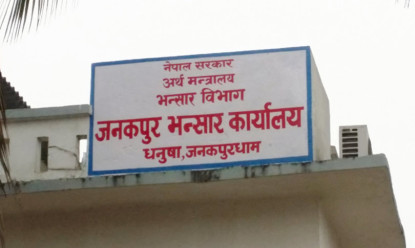 नेपाल सरकार
अर्थ मन्त्रालय
भन्सार विभाग
जनकपुर भन्सार कार्यालय
धनुषा,जनकपुरधाम